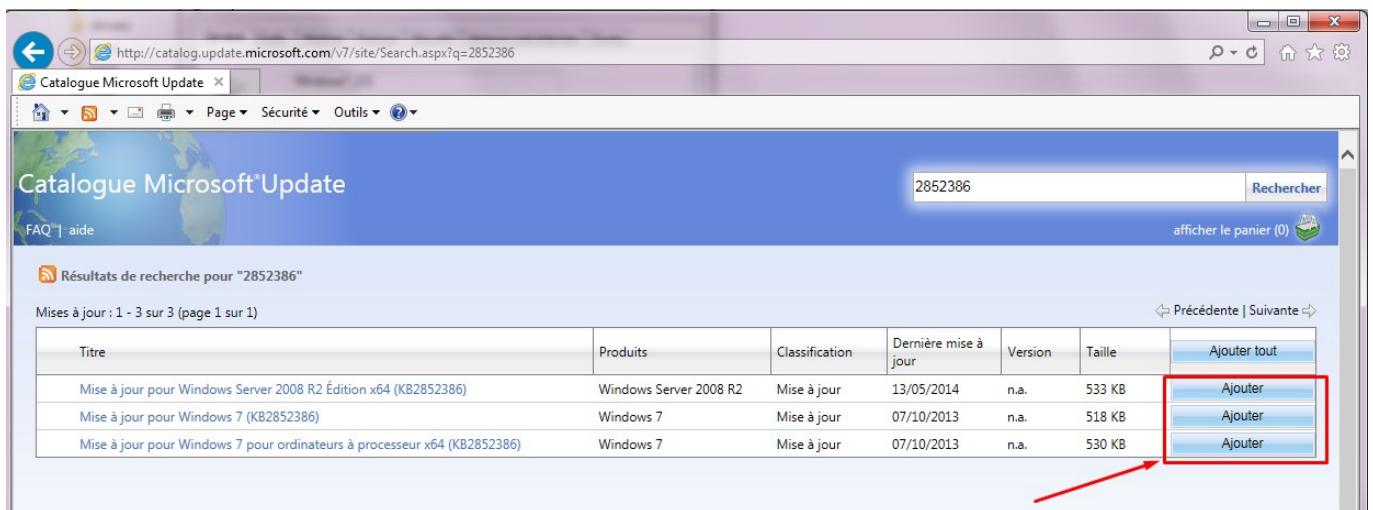 http://catalog.update.microsoft.com/v7/site/Search.aspx?q=2852386
Catalogue Microsoft Update
Page Sécurité Outils
Catalogue Microsoft®Update
2852386 Rechercher
FAQ | aide
afficher le panier (0)
Résultats de recherche pour "2852386"
Mises à jour : 1 - 3 sur 3 (page 1 sur 1)
Précédente | Suivante
Titre Produits Classification Dernière mise à jour Version Taille Ajouter tout
Mise à jour pour Windows Server 2008 R2 Édition x64 (KB2852386) Windows Server 2008 R2 Mise à jour 13/05/2014 n.a. 533 KB Ajouter
Mise à jour pour Windows 7 (KB2852386) Windows 7 Mise à jour 07/10/2013 n.a. 518 KB Ajouter
Mise à jour pour Windows 7 pour ordinateurs à processeur x64 (KB2852386) Windows 7 Mise à jour 07/10/2013 n.a. 530 KB Ajouter